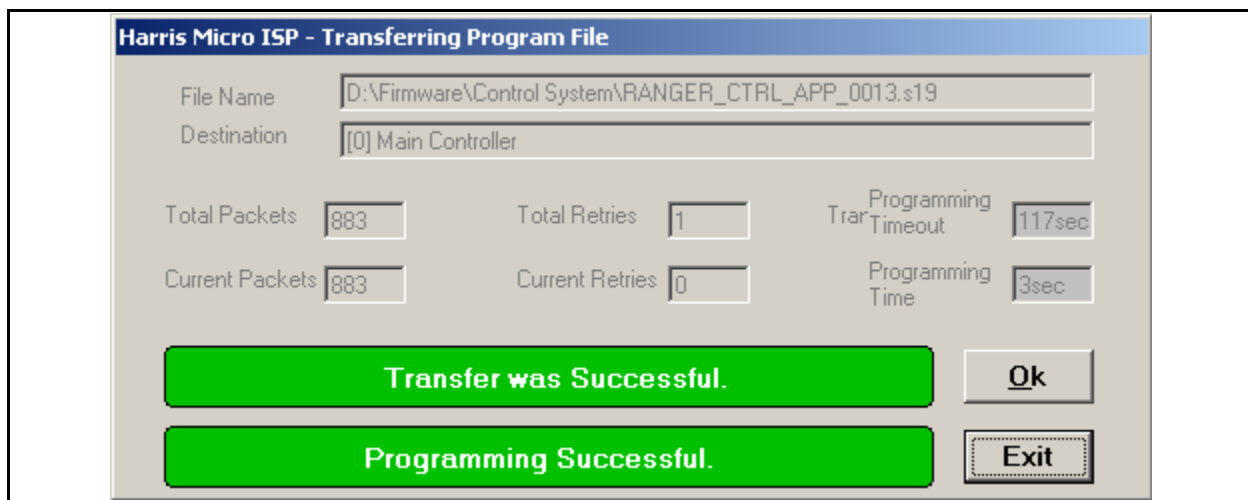 Harris Micro ISP - Transferring Program File
File Name D:\Firmware\Control System\RANGER_CTRL_APP_0013.s19
Destination [0] Main Controller
Total Packets 883 Total Retries 1 Tran Programming Timeout 117sec
Current Packets 883 Current Retries 0 Programming Time 3sec
Transfer was Successful. Ok
Programming Successful. Exit